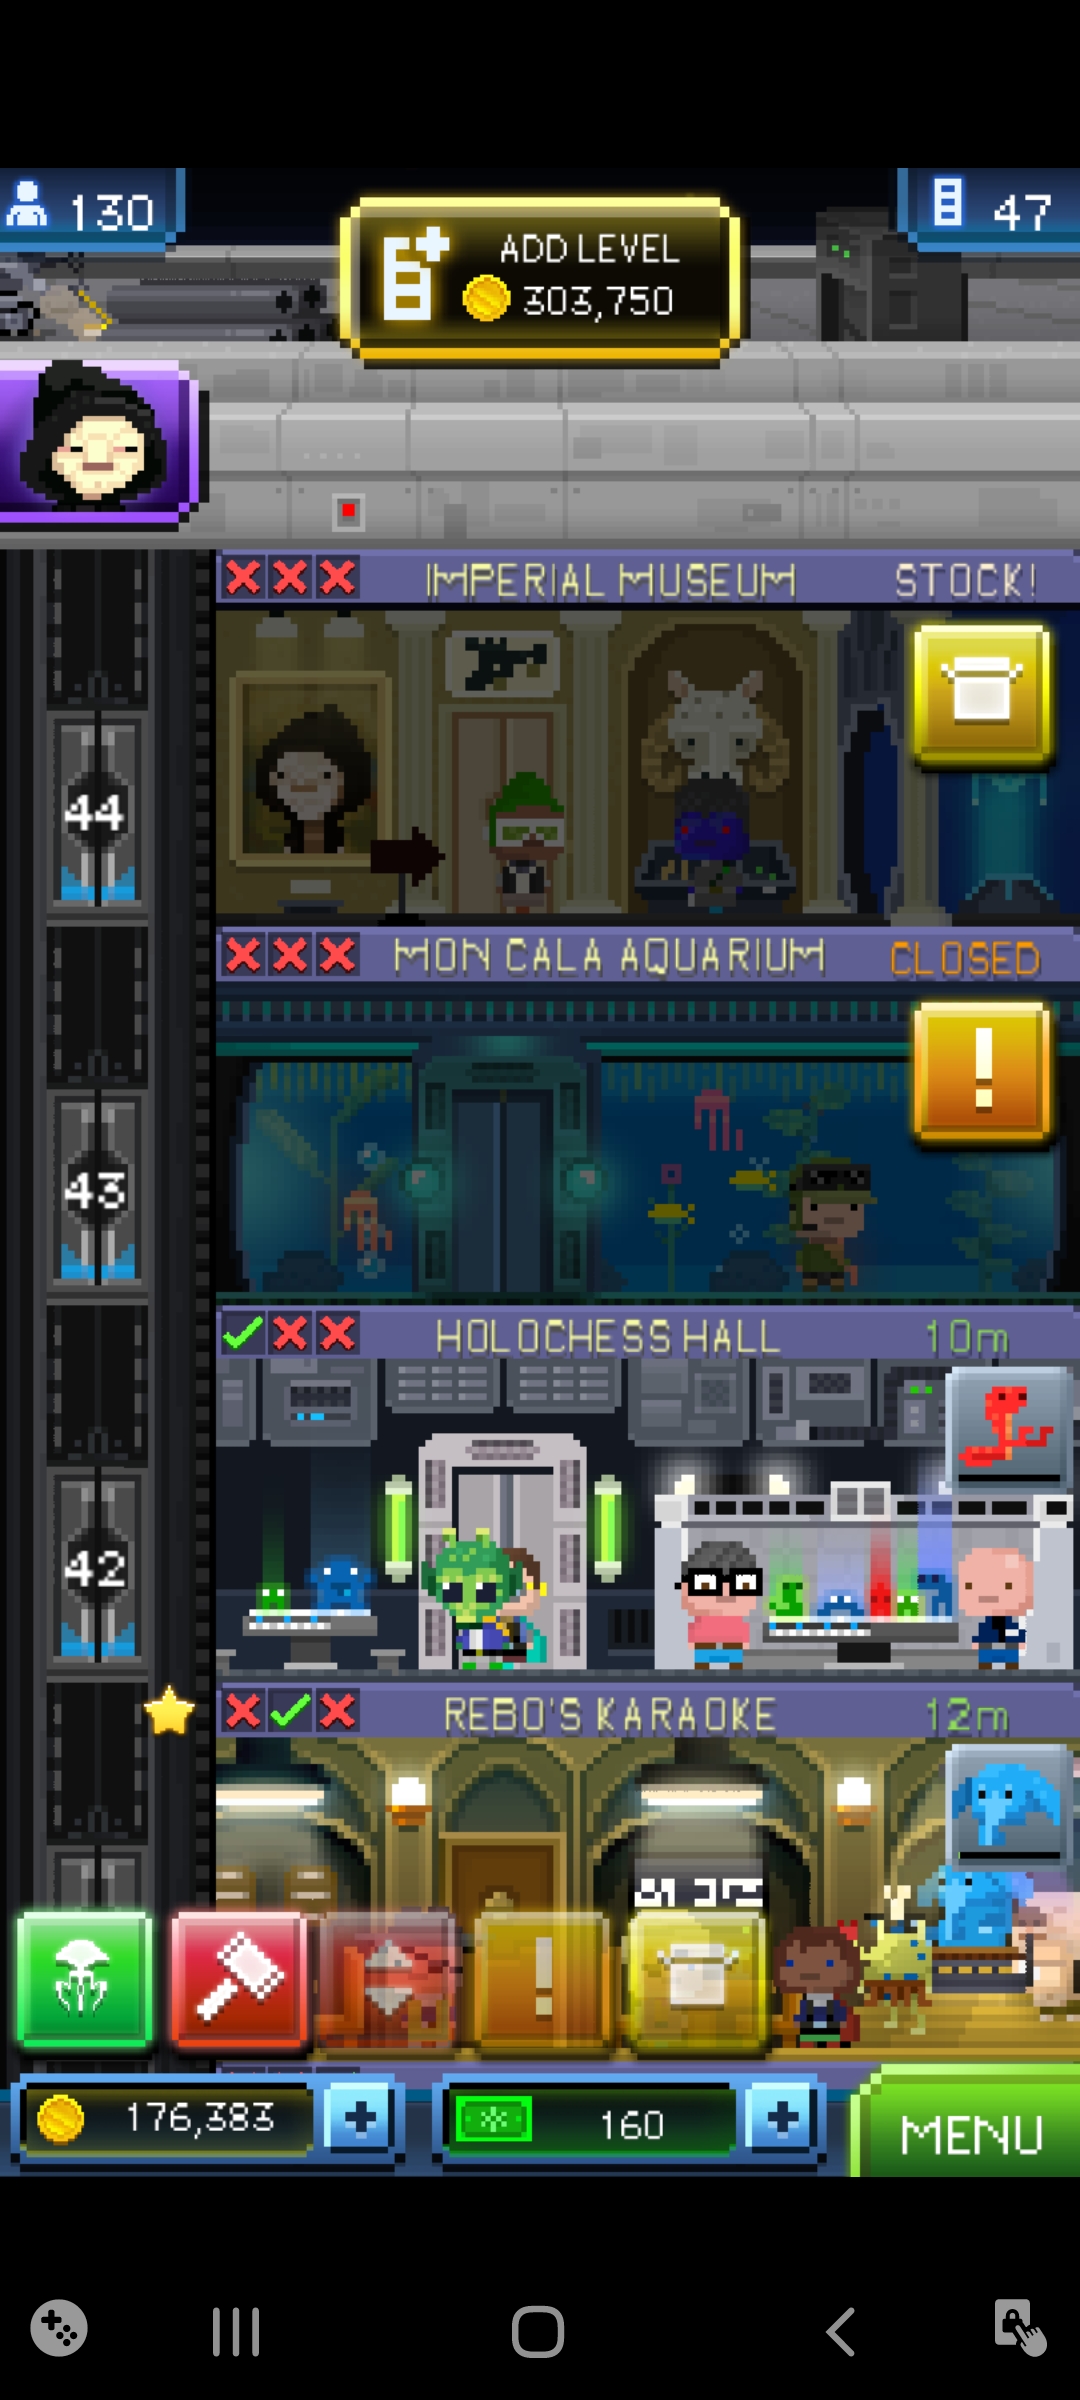 130
ADD LEVEL
303,750
47
IMPERIAL MUSEUM
STOCK!
44
MON CALA AQUARIUM
CLOSED
!
43
HOLOCHESS HALL
10m
42
REBO'S KARAOKE
12m
!
176,383
+
160
+
MENU